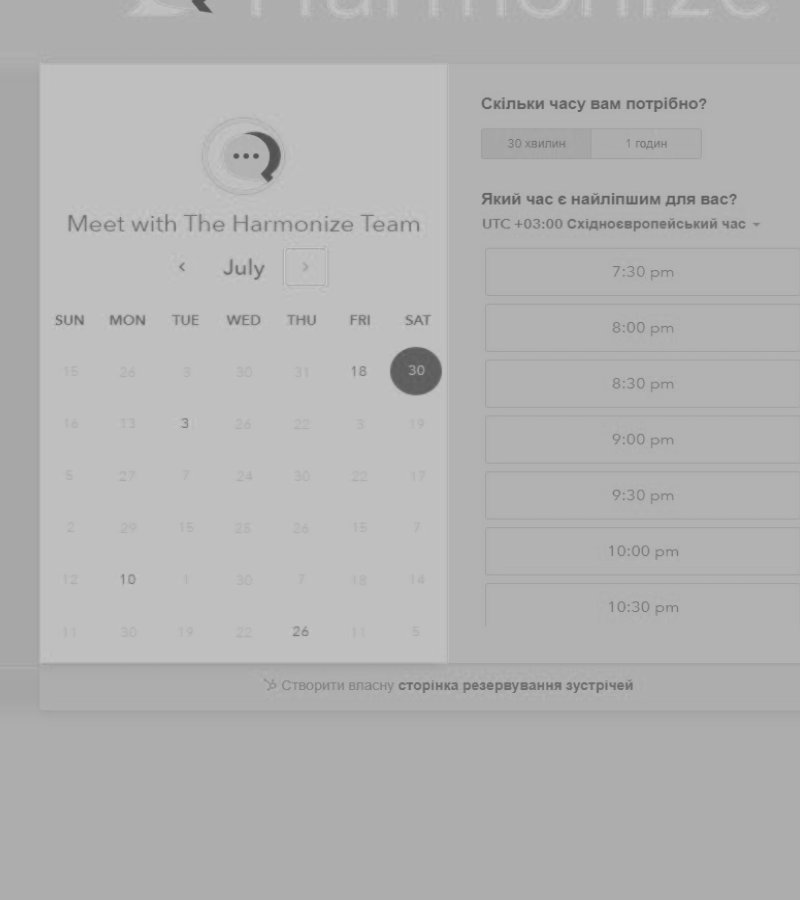 Harmonize
Meet with The Harmonize Team
July
SUN MON TUE WED THU FRI SAT
15 26 3 30 31 18 30
16 13 3 26 22 3 19
5 27 7 24 30 22 17
2 29 15 25 26 15 7
12 10 1 30 7 18 14
11 30 19 22 26 11 5
Скільки часу вам потрібно?
30 хвилин 1 годин
Який час є найліпшим для вас?
UTC +03:00 Східноєвропейський час
7:30 pm
8:00 pm
8:30 pm
9:00 pm
9:30 pm
10:00 pm
10:30 pm
Створити власну сторінка резервування зустрічей